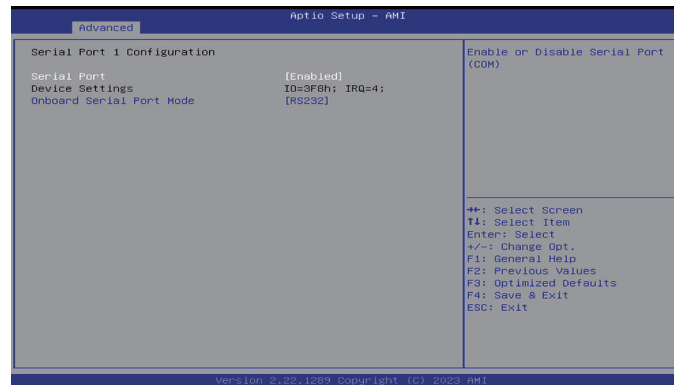 Aptio Setup - AMI
Advanced
Serial Port 1 Configuration
Serial Port [Enabled]
Device Settings IO=3F8h; IRQ=4;
Onboard Serial Port Mode [RS232]
Enable or Disable Serial Port
(COM)
→←: Select Screen
↑↓: Select Item
Enter: Select
+/-: Change Opt.
F1: General Help
F2: Previous Values
F3: Optimized Defaults
F4: Save & Exit
ESC: Exit
Version 2.22.1289 Copyright (C) 2023 AMI